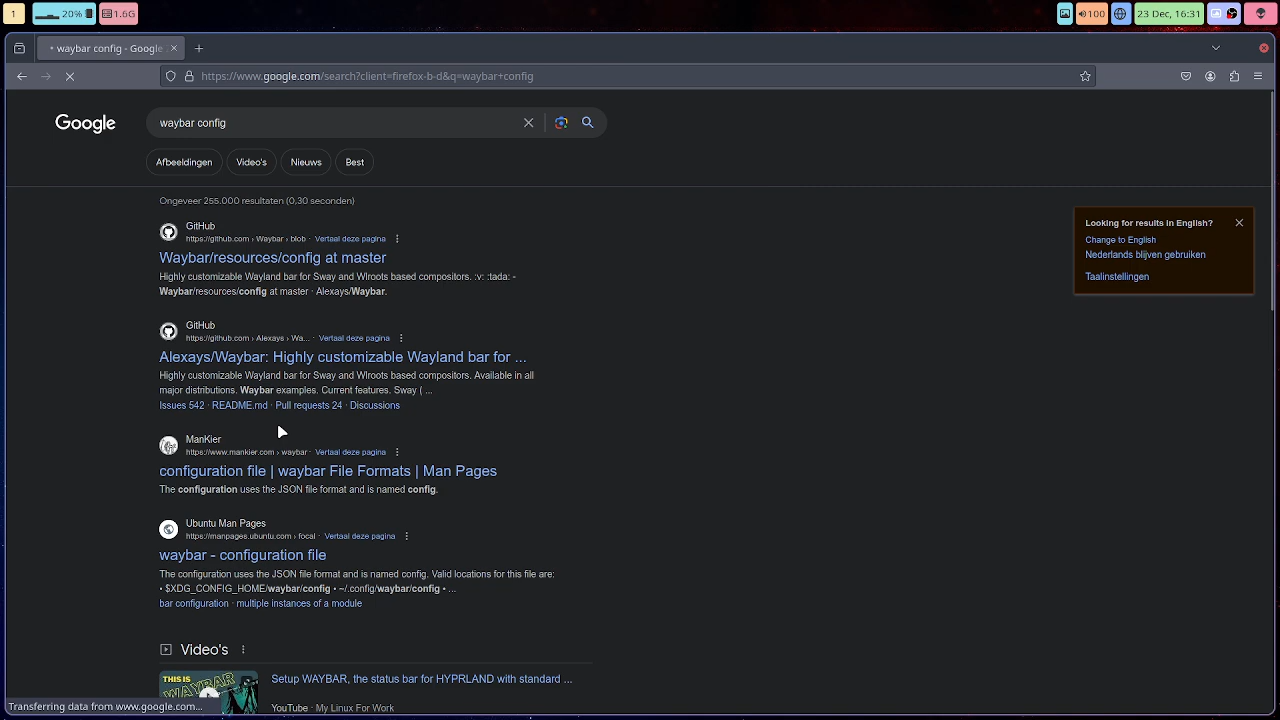 1
20%
1.6G
100
23 Dec, 16:31
waybar config - Google
https://www.google.com/search?client=firefox-b-d&q=waybar+config
Google
waybar config
Afbeeldingen
Video's
Nieuws
Best
Ongeveer 255.000 resultaten (0,30 seconden)
GitHub
https://github.com › Waybar › blob · Vertaal deze pagina
Waybar/resources/config at master
Highly customizable Wayland bar for Sway and Wlroots based compositors. :v: :tada: -
Waybar/resources/config at master · Alexays/Waybar.
Looking for results in English?
Change to English
Nederlands blijven gebruiken
Taalinstellingen
GitHub
https://github.com › Alexays › Wa... · Vertaal deze pagina
Alexays/Waybar: Highly customizable Wayland bar for ...
Highly customizable Wayland bar for Sway and Wlroots based compositors. Available in all
major distributions. Waybar examples. Current features. Sway ( ...
Issues 542 · README.md · Pull requests 24 · Discussions
ManKier
https://www.mankier.com › waybar · Vertaal deze pagina
configuration file | waybar File Formats | Man Pages
The configuration uses the JSON file format and is named config.
Ubuntu Man Pages
https://manpages.ubuntu.com › focal · Vertaal deze pagina
waybar - configuration file
The configuration uses the JSON file format and is named config. Valid locations for this file are:
• $XDG_CONFIG_HOME/waybar/config • ~/.config/waybar/config • ...
bar configuration · multiple instances of a module
Video's
THIS IS
WAYBAR
Setup WAYBAR, the status bar for HYPRLAND with standard ...
YouTube · My Linux For Work
Transferring data from www.google.com...